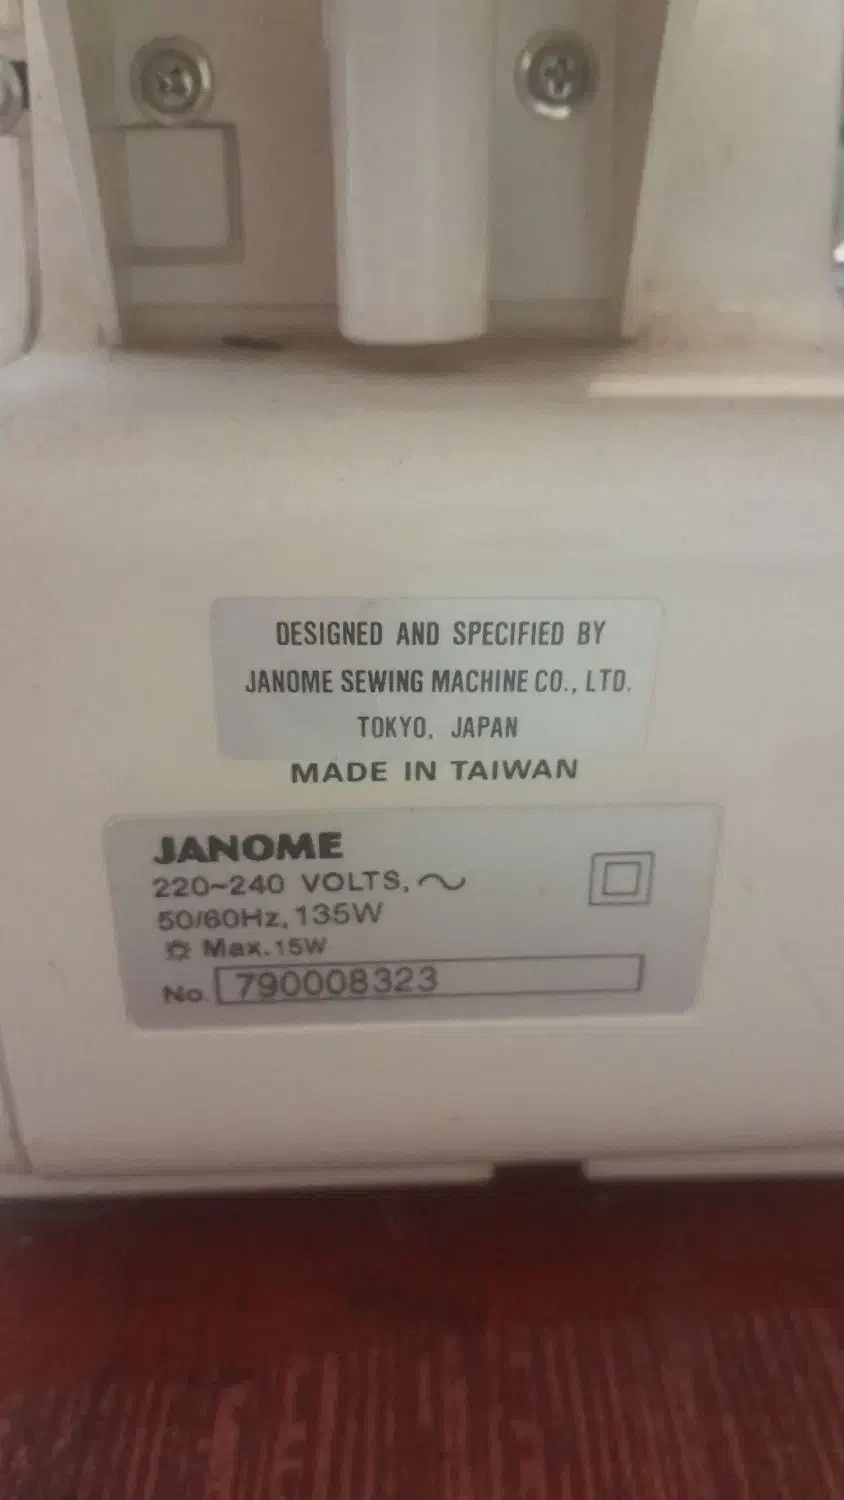 DESIGNED AND SPECIFIED BY
JANOME SEWING MACHINE CO., LTD.
TOKYO, JAPAN
MADE IN TAIWAN
JANOME
220~240 VOLTS, ~
50/60Hz, 135W
Max. 15W
No. 790008323